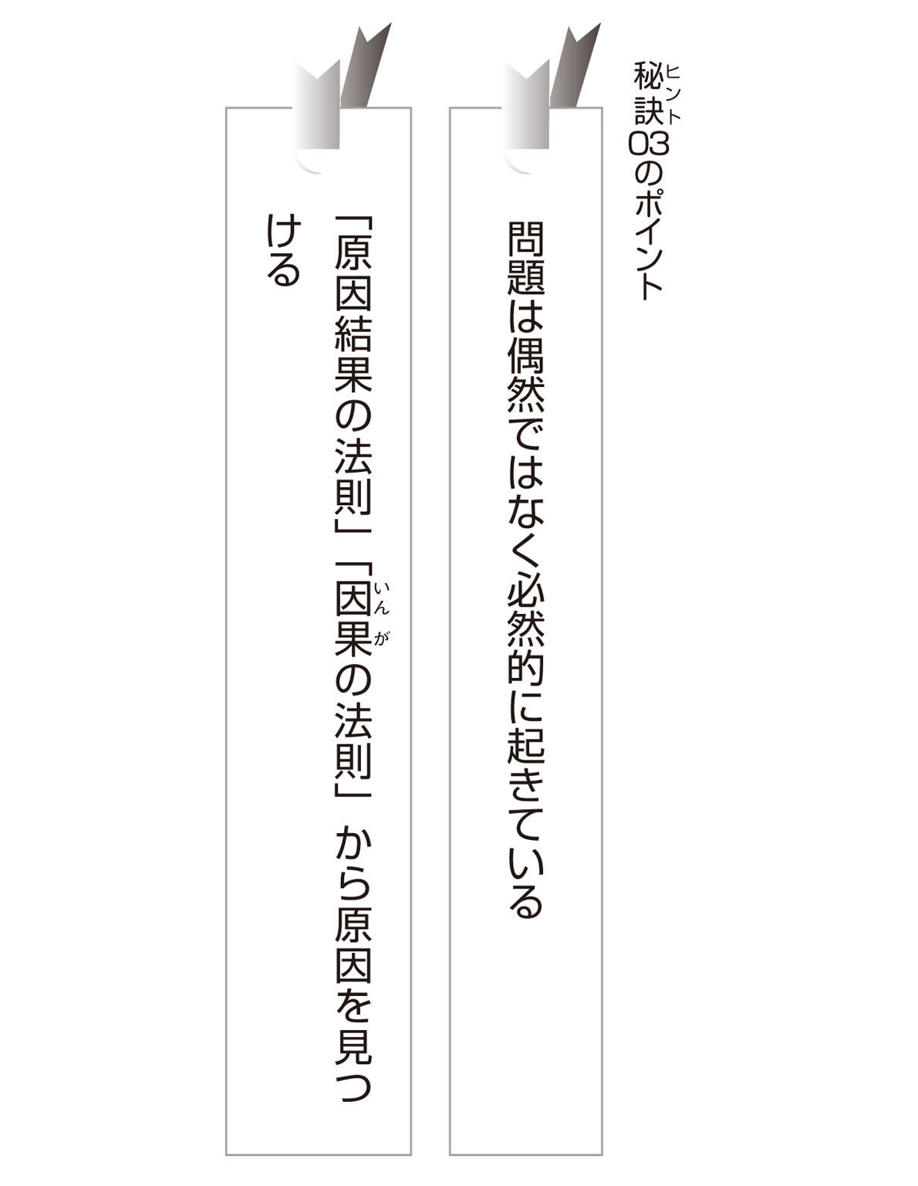 秘訣03のポイント
ヒント
問題は偶然ではなく必然的に起きている
「原因結果の法則」「因果の法則」から原因を見つ
いんが
ける